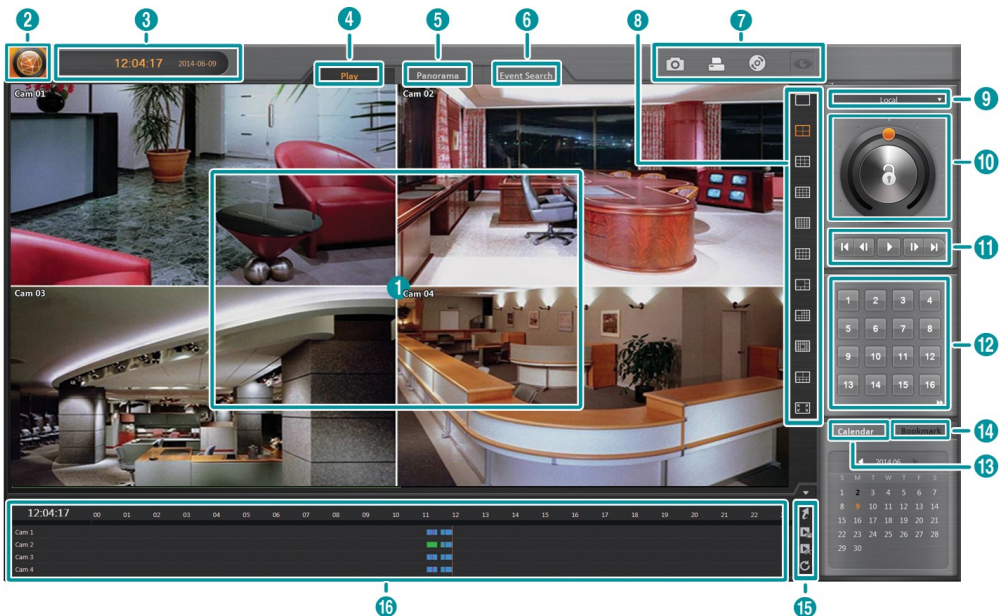 2 3 4 5 6 8 7
12:04:17 2014-06-09 Play Panorama Event Search
Cam 01 Cam 02
Local 9
10
11
1
Cam 03 Cam 04
1 2 3 4
5 6 7 8
12
9 10 11 12
13 14 15 16
Calendar Bookmark 14
13
2014.06
S M T W T F S
1 2 3 4 5 6 7
8 9 10 11 12 13 14
15 16 17 18 19 20 21
22 23 24 25 26 27 28
29 30
12:04:17 00 01 02 03 04 05 06 07 08 09 10 11 12 13 14 15 16 17 18 19 20 21 22
Cam 1
Cam 2
Cam 3
Cam 4
16 15